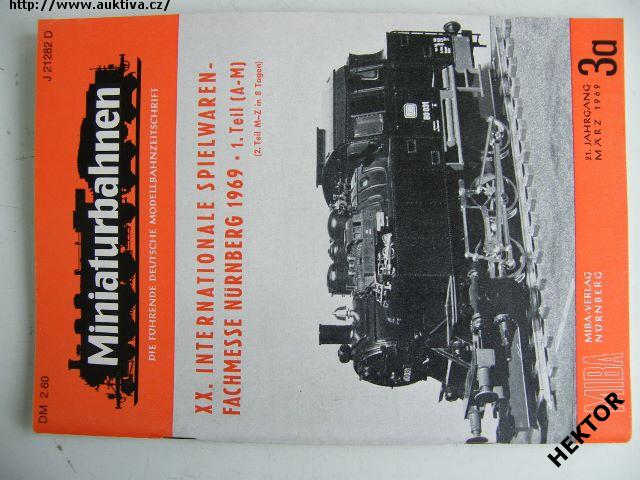 http://www.auktiva.cz/
J 21282 D
Miniaturbahnen
DIE FÜHRENDE DEUTSCHE MODELLBAHNZEITSCHRIFT
DM 2.60
XX. INTERNATIONALE SPIELWAREN-
FACHMESSE NÜRNBERG 1969 · 1. Teil (A-M)
(2. Teil M-Z in 8 Tagen)
MIBA
MIBA-VERLAG
NÜRNBERG
21. JAHRGANG
MÄRZ 1969
3a
HEKTOR